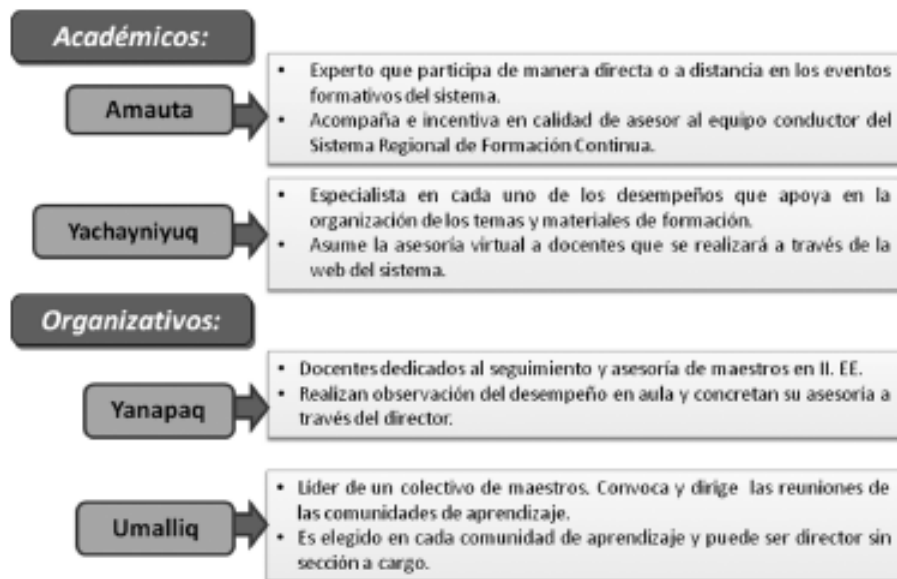 Académicos:
Amauta
• Experto que participa de manera directa o a distancia en los eventos
formativos del sistema.
• Acompaña e incentiva en calidad de asesor al equipo conductor del
Sistema Regional de Formación Continua.
Yachayniyuq
• Especialista en cada uno de los desempeños que apoya en la
organización de los temas y materiales de formación.
• Asume la asesoría virtual a docentes que se realizará a través de la
web del sistema.
Organizativos:
Yanapaq
• Docentes dedicados al seguimiento y asesoría de maestros en II. EE.
• Realizan observación del desempeño en aula y concretan su asesoría a
través del director.
Umalliq
• Líder de un colectivo de maestros. Convoca y dirige las reuniones de
las comunidades de aprendizaje.
• Es elegido en cada comunidad de aprendizaje y puede ser director sin
sección a cargo.